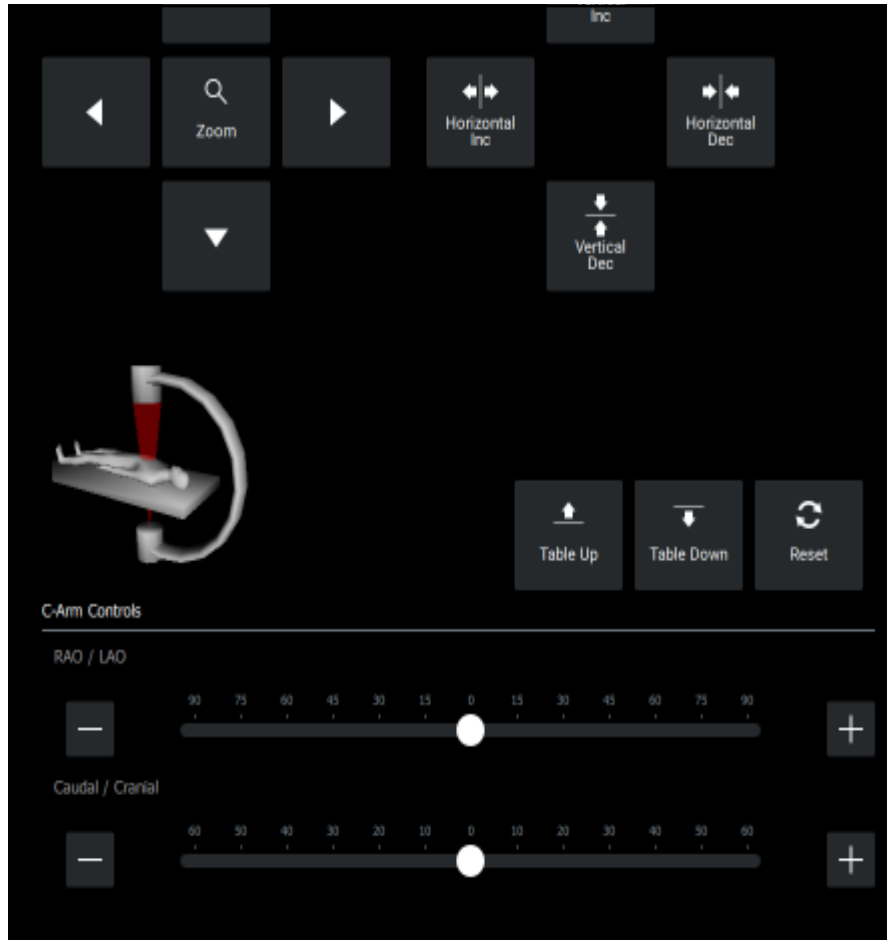 Inc
Zoom
Horizontal
Inc
Horizontal
Dec
Vertical
Dec
Table Up
Table Down
Reset
C-Arm Controls
RAO / LAO
90 75 60 45 30 15 0 15 30 45 60 75 90
Caudal / Cranial
60 50 40 30 20 10 0 10 20 30 40 50 60